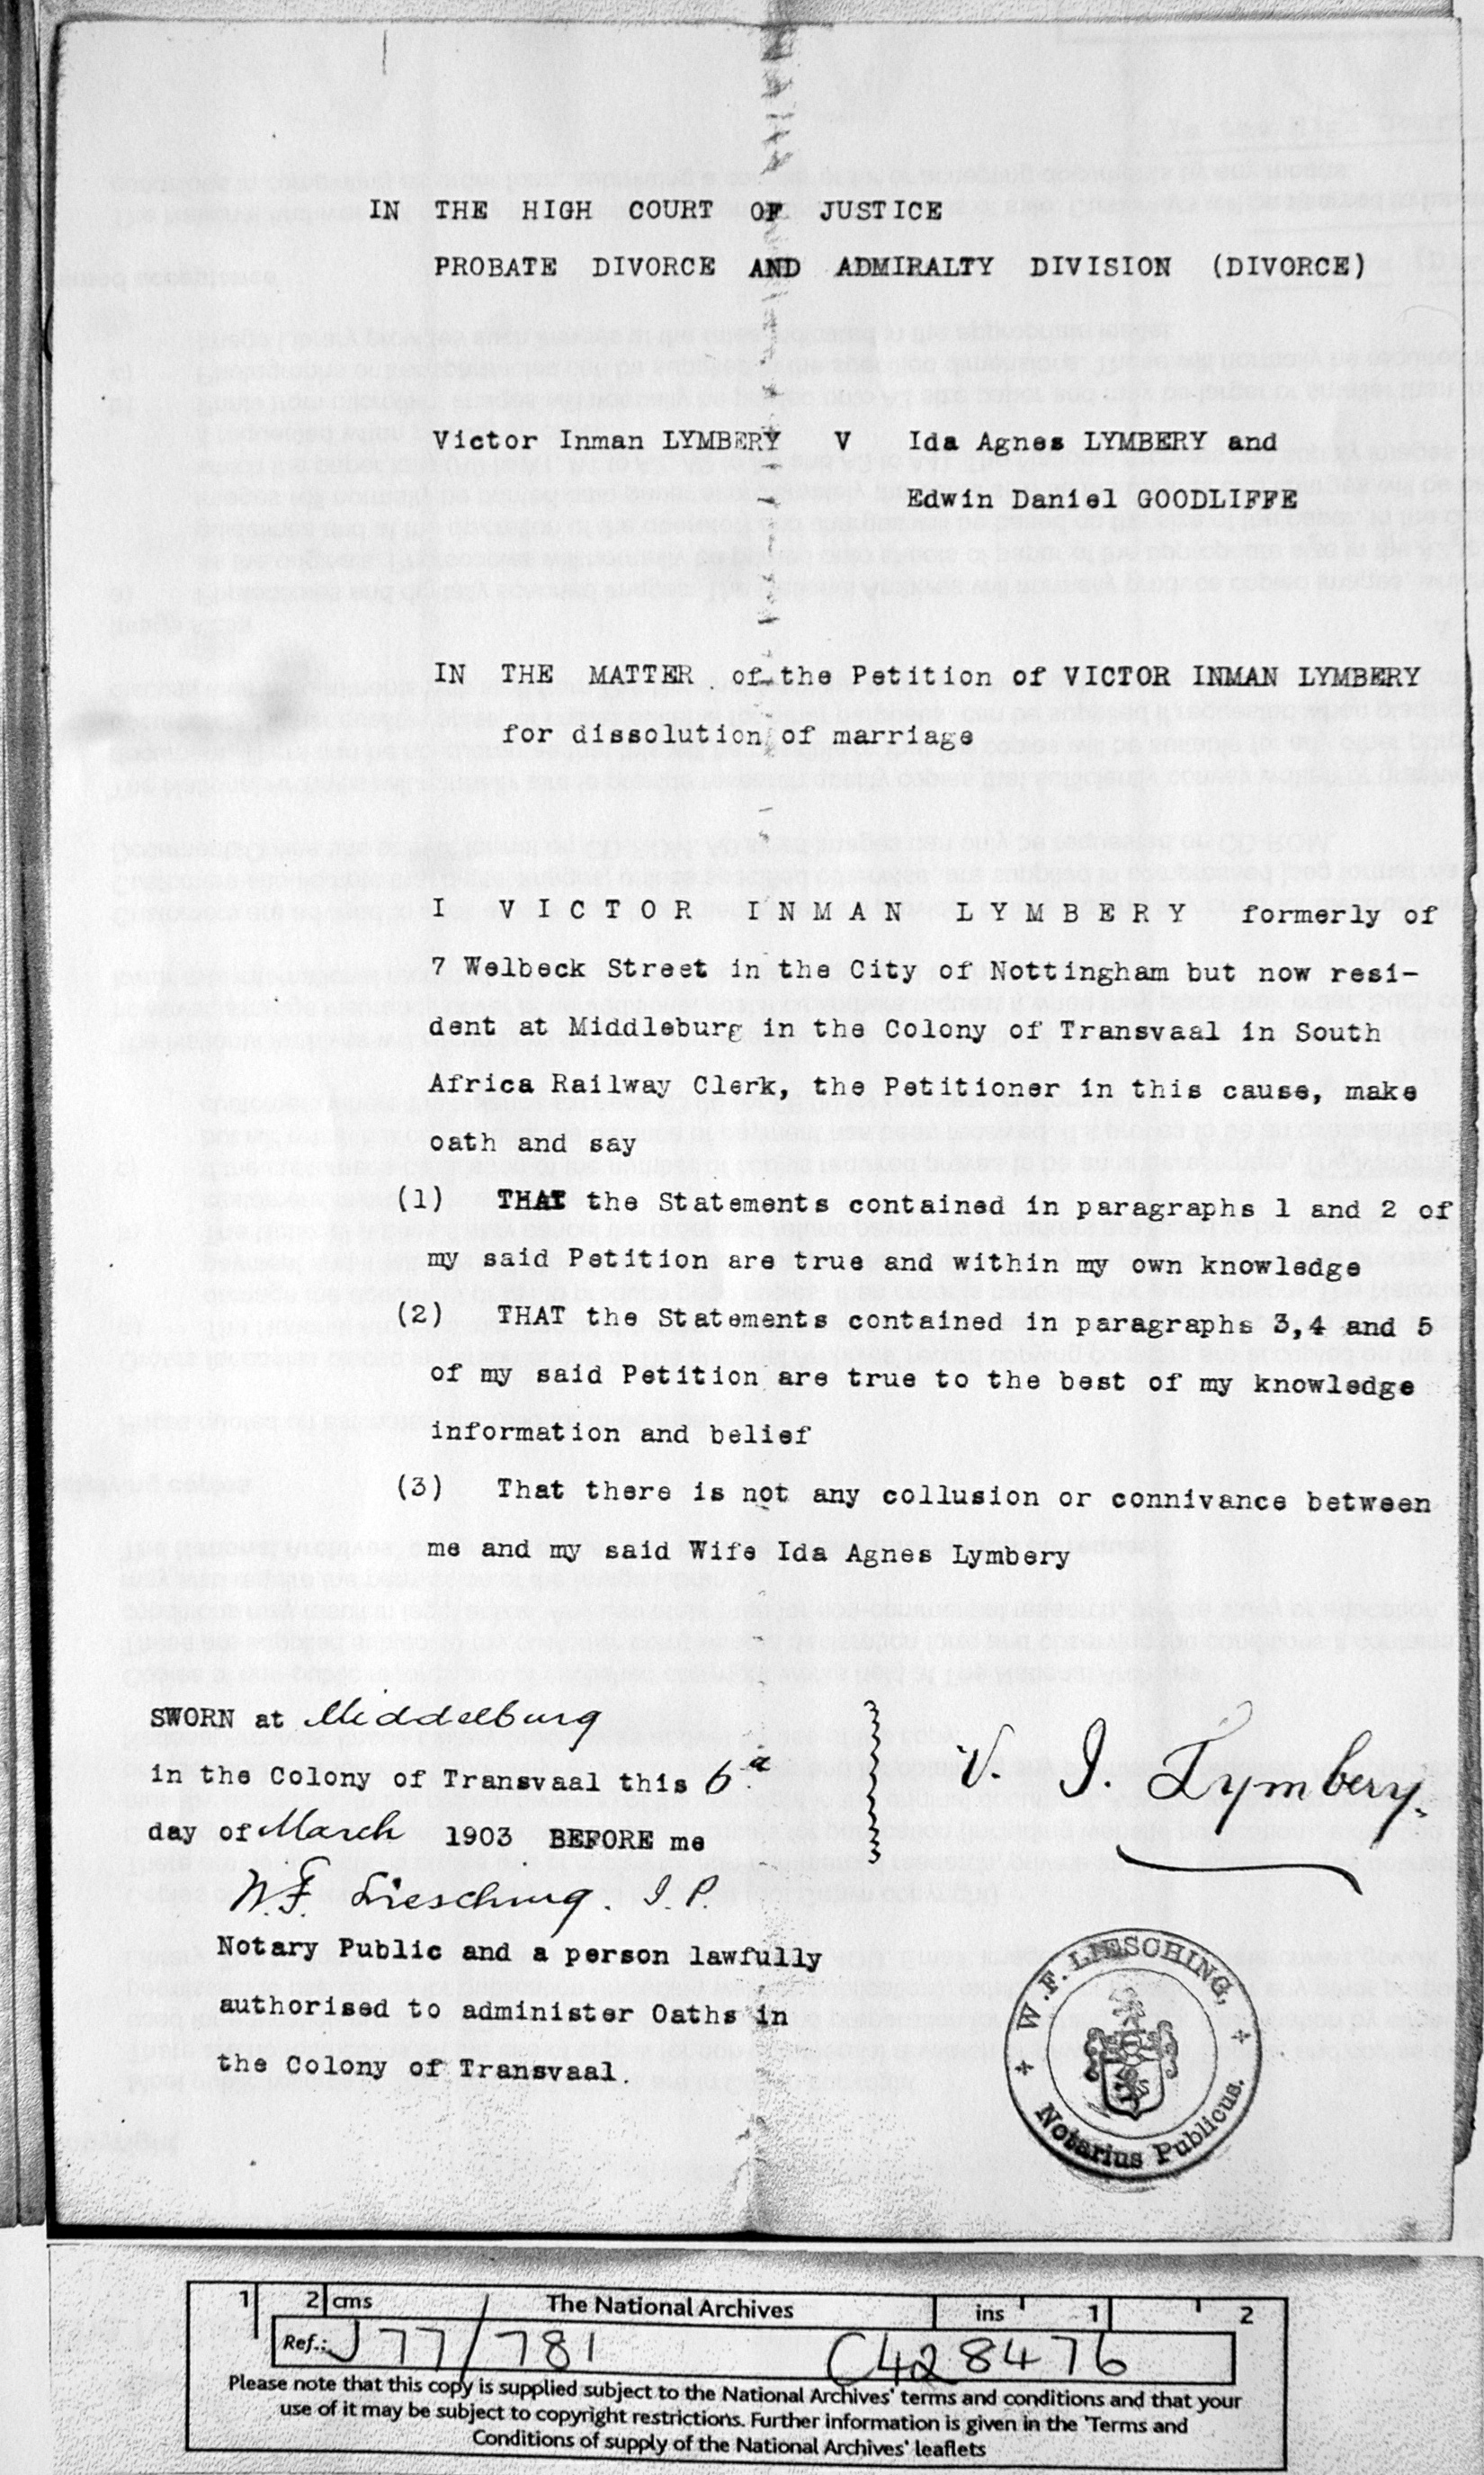 IN THE HIGH COURT OF JUSTICE
PROBATE DIVORCE AND ADMIRALTY DIVISION (DIVORCE)
Victor Inman LYMBERY V Ida Agnes LYMBERY and
Edwin Daniel GOODLIFFE
IN THE MATTER of the Petition of VICTOR INMAN LYMBERY
for dissolution of marriage
I VICTOR INMAN LYMBERY formerly of
7 Welbeck Street in the City of Nottingham but now resi-
dent at Middleburg in the Colony of Transvaal in South
Africa Railway Clerk, the Petitioner in this cause, make
oath and say
(1) THAT the Statements contained in paragraphs 1 and 2 of
my said Petition are true and within my own knowledge
(2) THAT the Statements contained in paragraphs 3,4 and 5
of my said Petition are true to the best of my knowledge
information and belief
(3) That there is not any collusion or connivance between
me and my said Wife Ida Agnes Lymbery
SWORN at Middelburg
in the Colony of Transvaal this 6
day of March 1903 BEFORE me
V. I. Lymbery.
W.F. Liesching. J.P.
Notary Public and a person lawfully
authorised to administer Oaths in
the Colony of Transvaal.
W.F. LIESCHING,
Notarius Publicus.
1 2 cms The National Archives ins 1 2
Ref.: J 77/781 C428476
Please note that this copy is supplied subject to the National Archives' terms and conditions and that your
use of it may be subject to copyright restrictions. Further information is given in the 'Terms and
Conditions of supply of the National Archives' leaflets